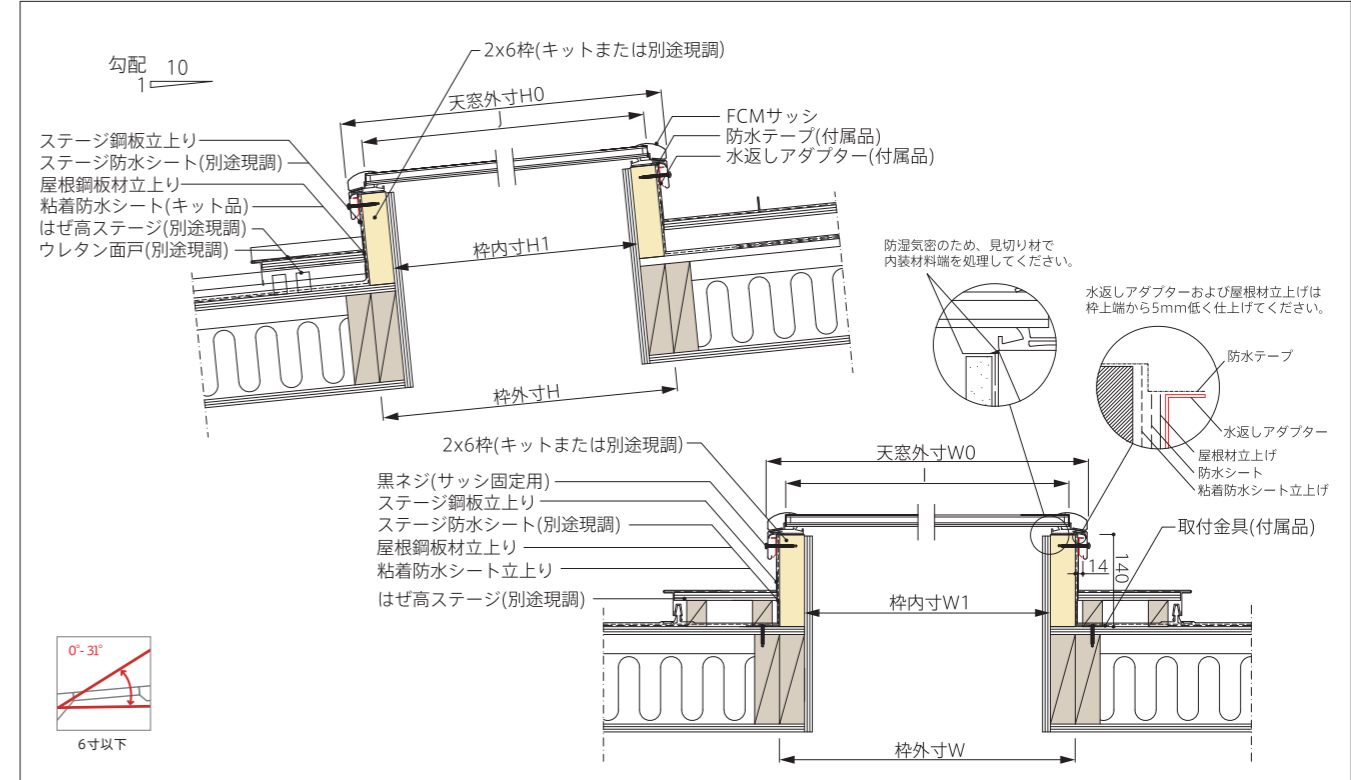 勾配 10
1
2x6枠(キットまたは別途現調)
天窓外寸H0
J
FCMサッシ
防水テープ(付属品)
水返しアダプター(付属品)
ステージ鋼板立上り
ステージ防水シート(別途現調)
屋根鋼板材立上り
粘着防水シート(キット品)
はぜ高ステージ(別途現調)
ウレタン面戸(別途現調)
枠内寸H1
枠外寸H
防湿気密のため、見切り材で
内装材料端を処理してください。
水返しアダプターおよび屋根材立上げは
枠上端から5mm低く仕上げてください。
防水テープ
水返しアダプター
屋根材立上げ
防水シート
粘着防水シート立上げ
2x6枠(キットまたは別途現調)
黒ネジ(サッシ固定用)
ステージ鋼板立上り
ステージ防水シート(別途現調)
屋根鋼板材立上り
粘着防水シート立上り
はぜ高ステージ(別途現調)
天窓外寸W0
I
取付金具(付属品)
14
140
枠内寸W1
枠外寸W
0°- 31°
6寸以下